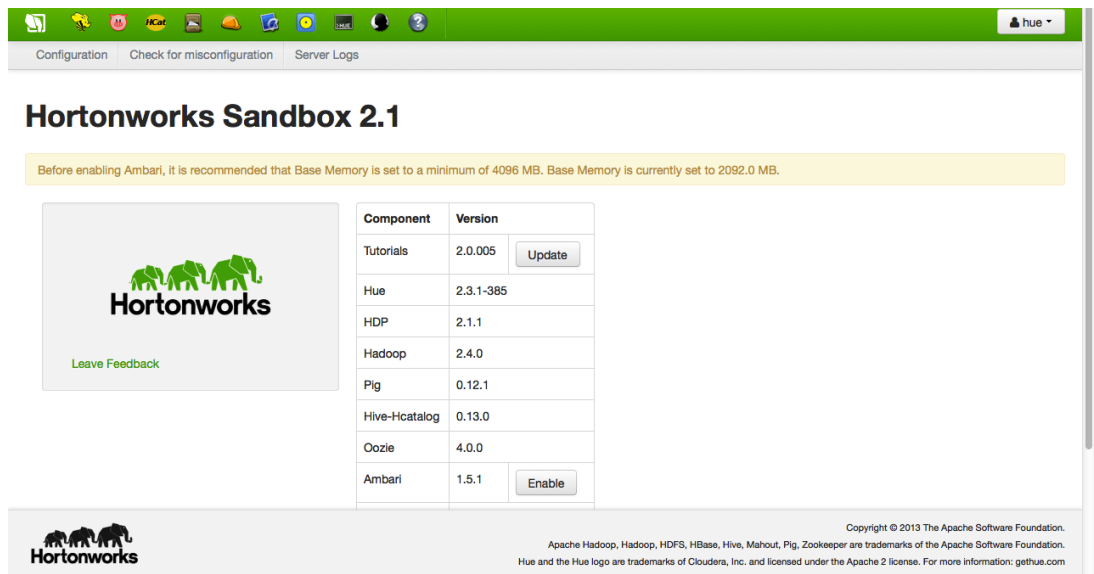 HCat
HUE
?
hue
Configuration Check for misconfiguration Server Logs
Hortonworks Sandbox 2.1
Before enabling Ambari, it is recommended that Base Memory is set to a minimum of 4096 MB. Base Memory is currently set to 2092.0 MB.
Hortonworks
Leave Feedback
Component Version
Tutorials 2.0.005 Update
Hue 2.3.1-385
HDP 2.1.1
Hadoop 2.4.0
Pig 0.12.1
Hive-Hcatalog 0.13.0
Oozie 4.0.0
Ambari 1.5.1 Enable
Hortonworks
Copyright © 2013 The Apache Software Foundation.
Apache Hadoop, Hadoop, HDFS, HBase, Hive, Mahout, Pig, Zookeeper are trademarks of the Apache Software Foundation.
Hue and the Hue logo are trademarks of Cloudera, Inc. and licensed under the Apache 2 license. For more information: gethue.com